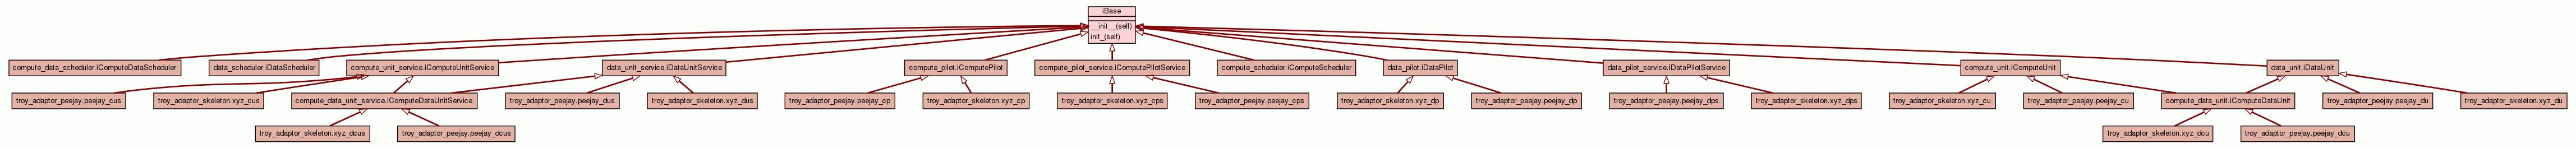 iBase
__init__(self)
init_(self)
compute_data_scheduler.iComputeDataScheduler
data_scheduler.iDataScheduler
compute_unit_service.iComputeUnitService
data_unit_service.iDataUnitService
compute_pilot.iComputePilot
compute_pilot_service.iComputePilotService
compute_scheduler.iComputeScheduler
data_pilot.iDataPilot
data_pilot_service.iDataPilotService
compute_unit.iComputeUnit
data_unit.iDataUnit
troy_adaptor_peejay.peejay_cus
troy_adaptor_skeleton.xyz_cus
compute_data_unit_service.iComputeDataUnitService
troy_adaptor_peejay.peejay_dus
troy_adaptor_skeleton.xyz_dus
troy_adaptor_peejay.peejay_cp
troy_adaptor_skeleton.xyz_cp
troy_adaptor_skeleton.xyz_cps
troy_adaptor_peejay.peejay_cps
troy_adaptor_skeleton.xyz_dp
troy_adaptor_peejay.peejay_dp
troy_adaptor_peejay.peejay_dps
troy_adaptor_skeleton.xyz_dps
troy_adaptor_skeleton.xyz_cu
troy_adaptor_peejay.peejay_cu
compute_data_unit.iComputeDataUnit
troy_adaptor_peejay.peejay_du
troy_adaptor_skeleton.xyz_du
troy_adaptor_skeleton.xyz_dcus
troy_adaptor_peejay.peejay_dcus
troy_adaptor_skeleton.xyz_dcu
troy_adaptor_peejay.peejay_dcu